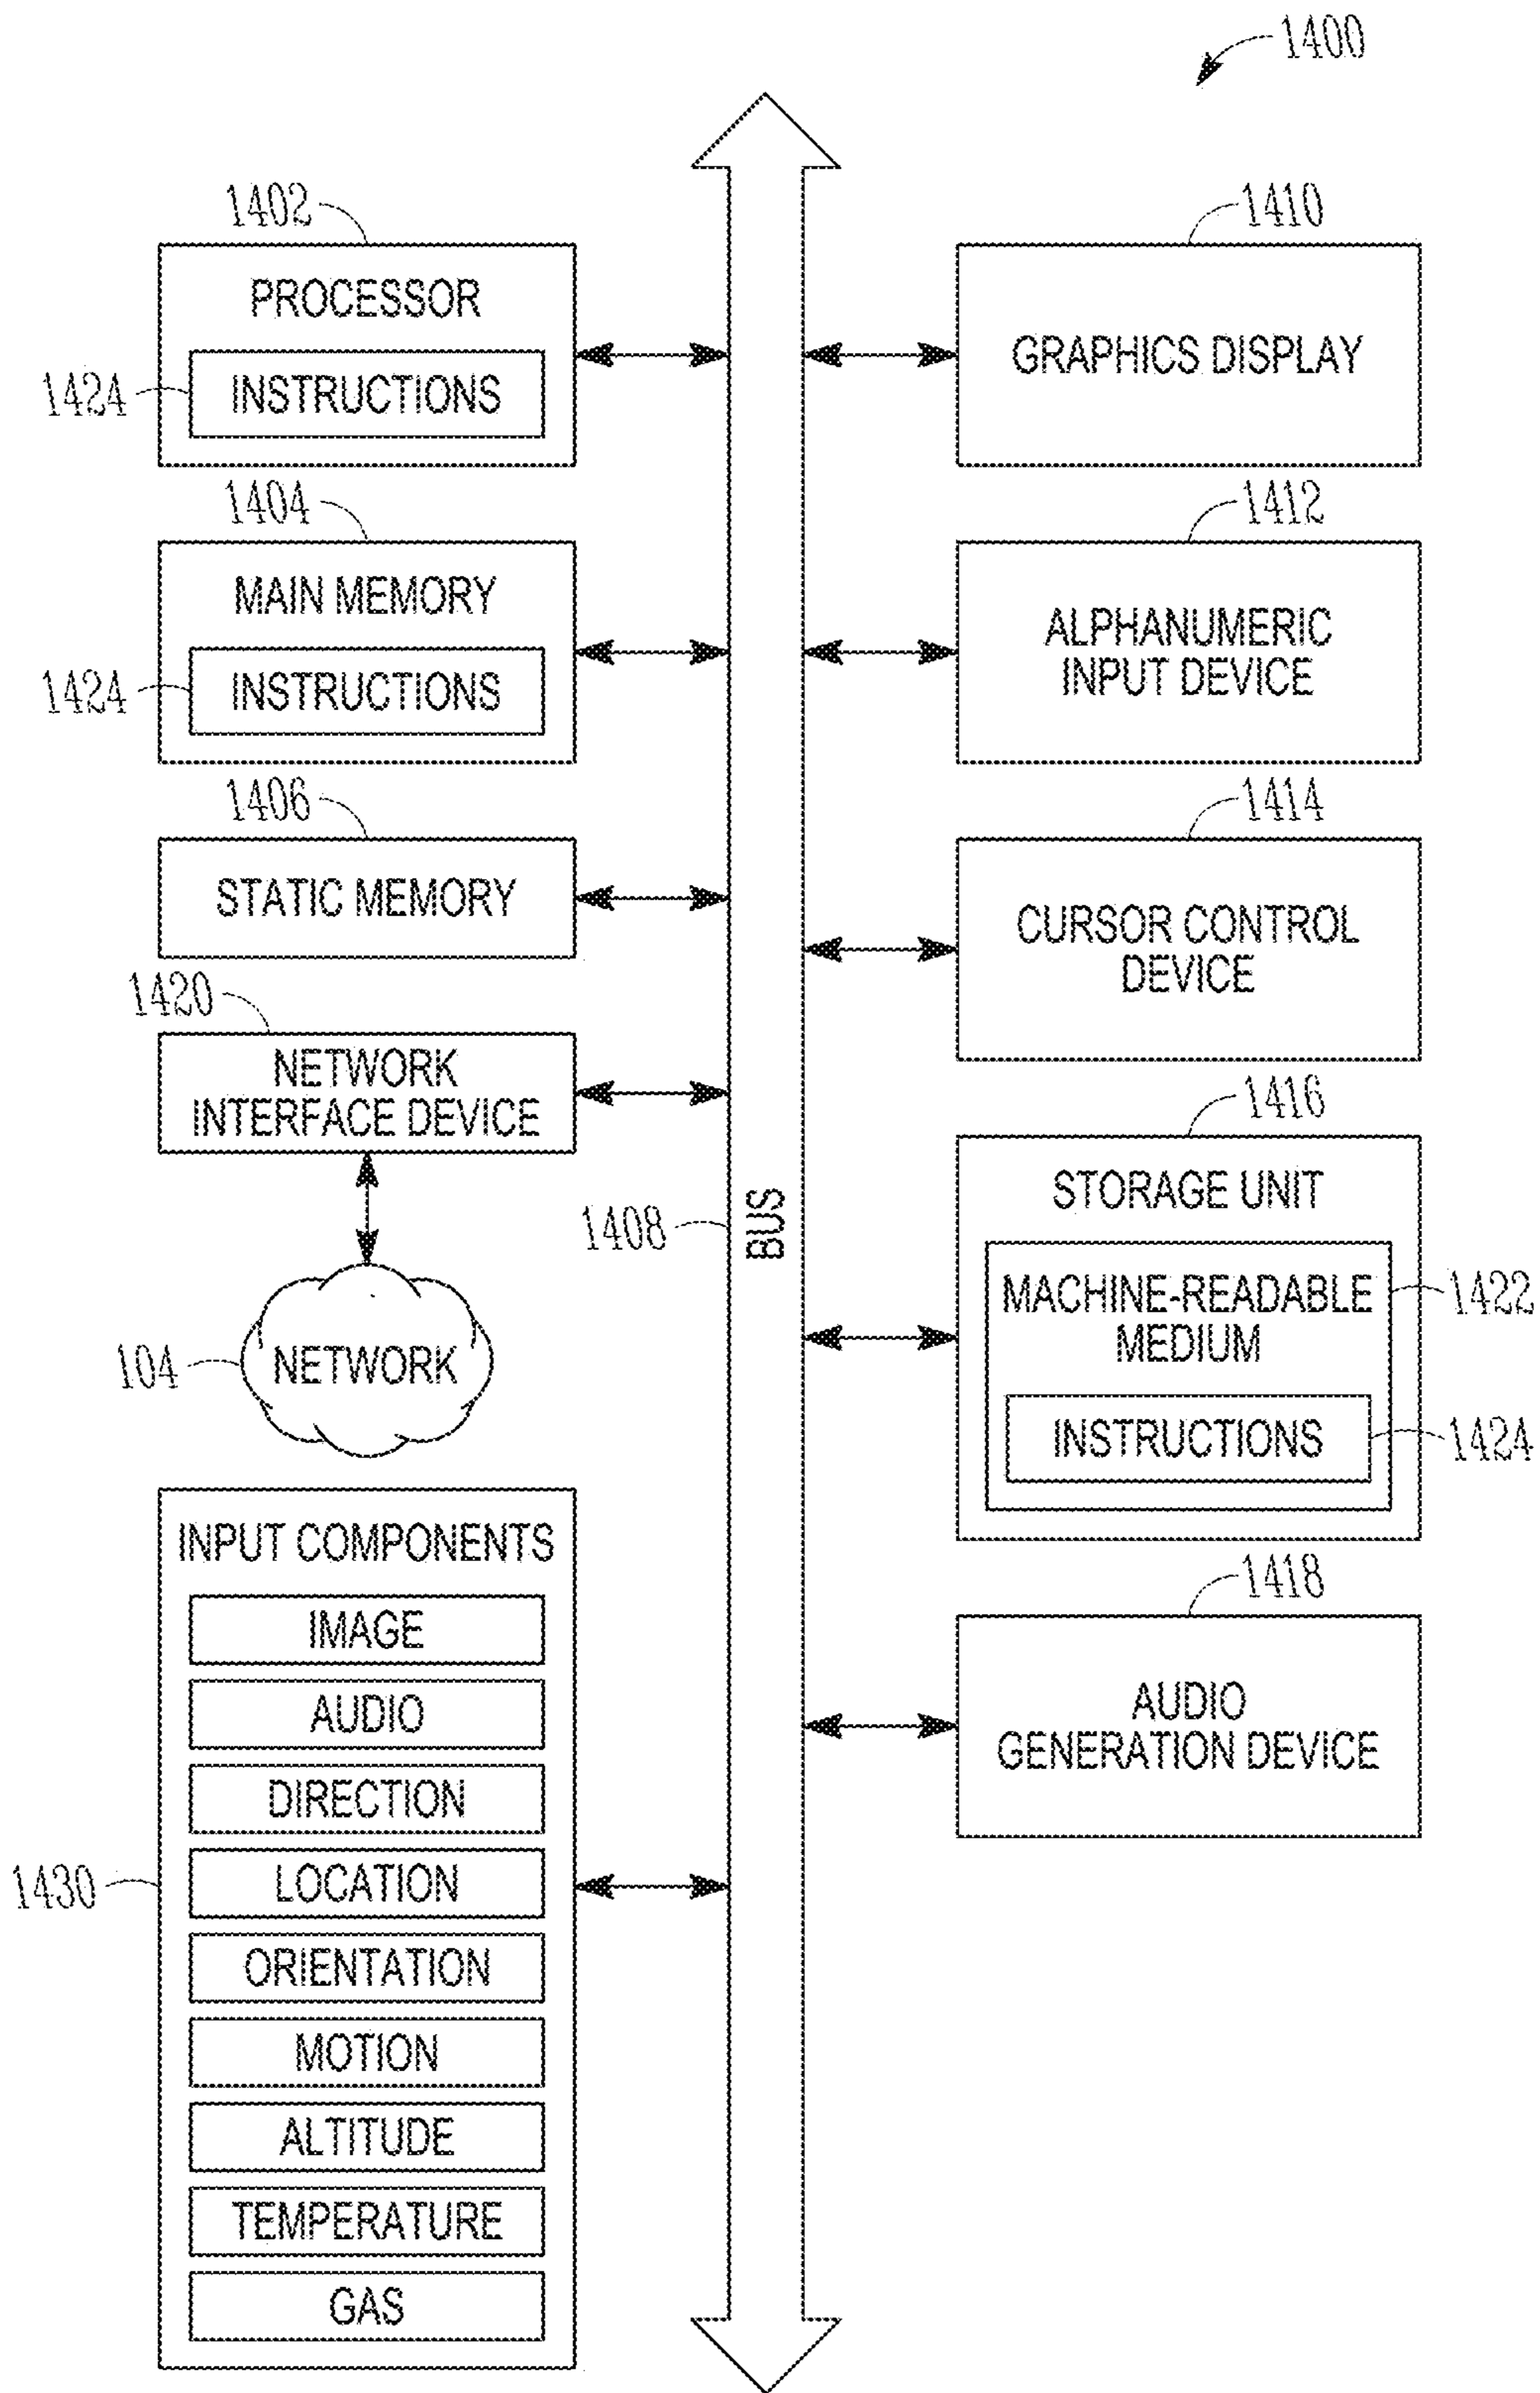 1400
1402
PROCESSOR
1424
INSTRUCTIONS
1404
MAIN MEMORY
1424
INSTRUCTIONS
1406
STATIC MEMORY
1420
NETWORK
INTERFACE DEVICE
104
NETWORK
INPUT COMPONENTS
IMAGE
AUDIO
DIRECTION
1430
LOCATION
ORIENTATION
MOTION
ALTITUDE
TEMPERATURE
GAS
1408
BUS
1410
GRAPHICS DISPLAY
1412
ALPHANUMERIC
INPUT DEVICE
1414
CURSOR CONTROL
DEVICE
1416
STORAGE UNIT
MACHINE-READABLE
MEDIUM
1422
INSTRUCTIONS
1424
1418
AUDIO
GENERATION DEVICE